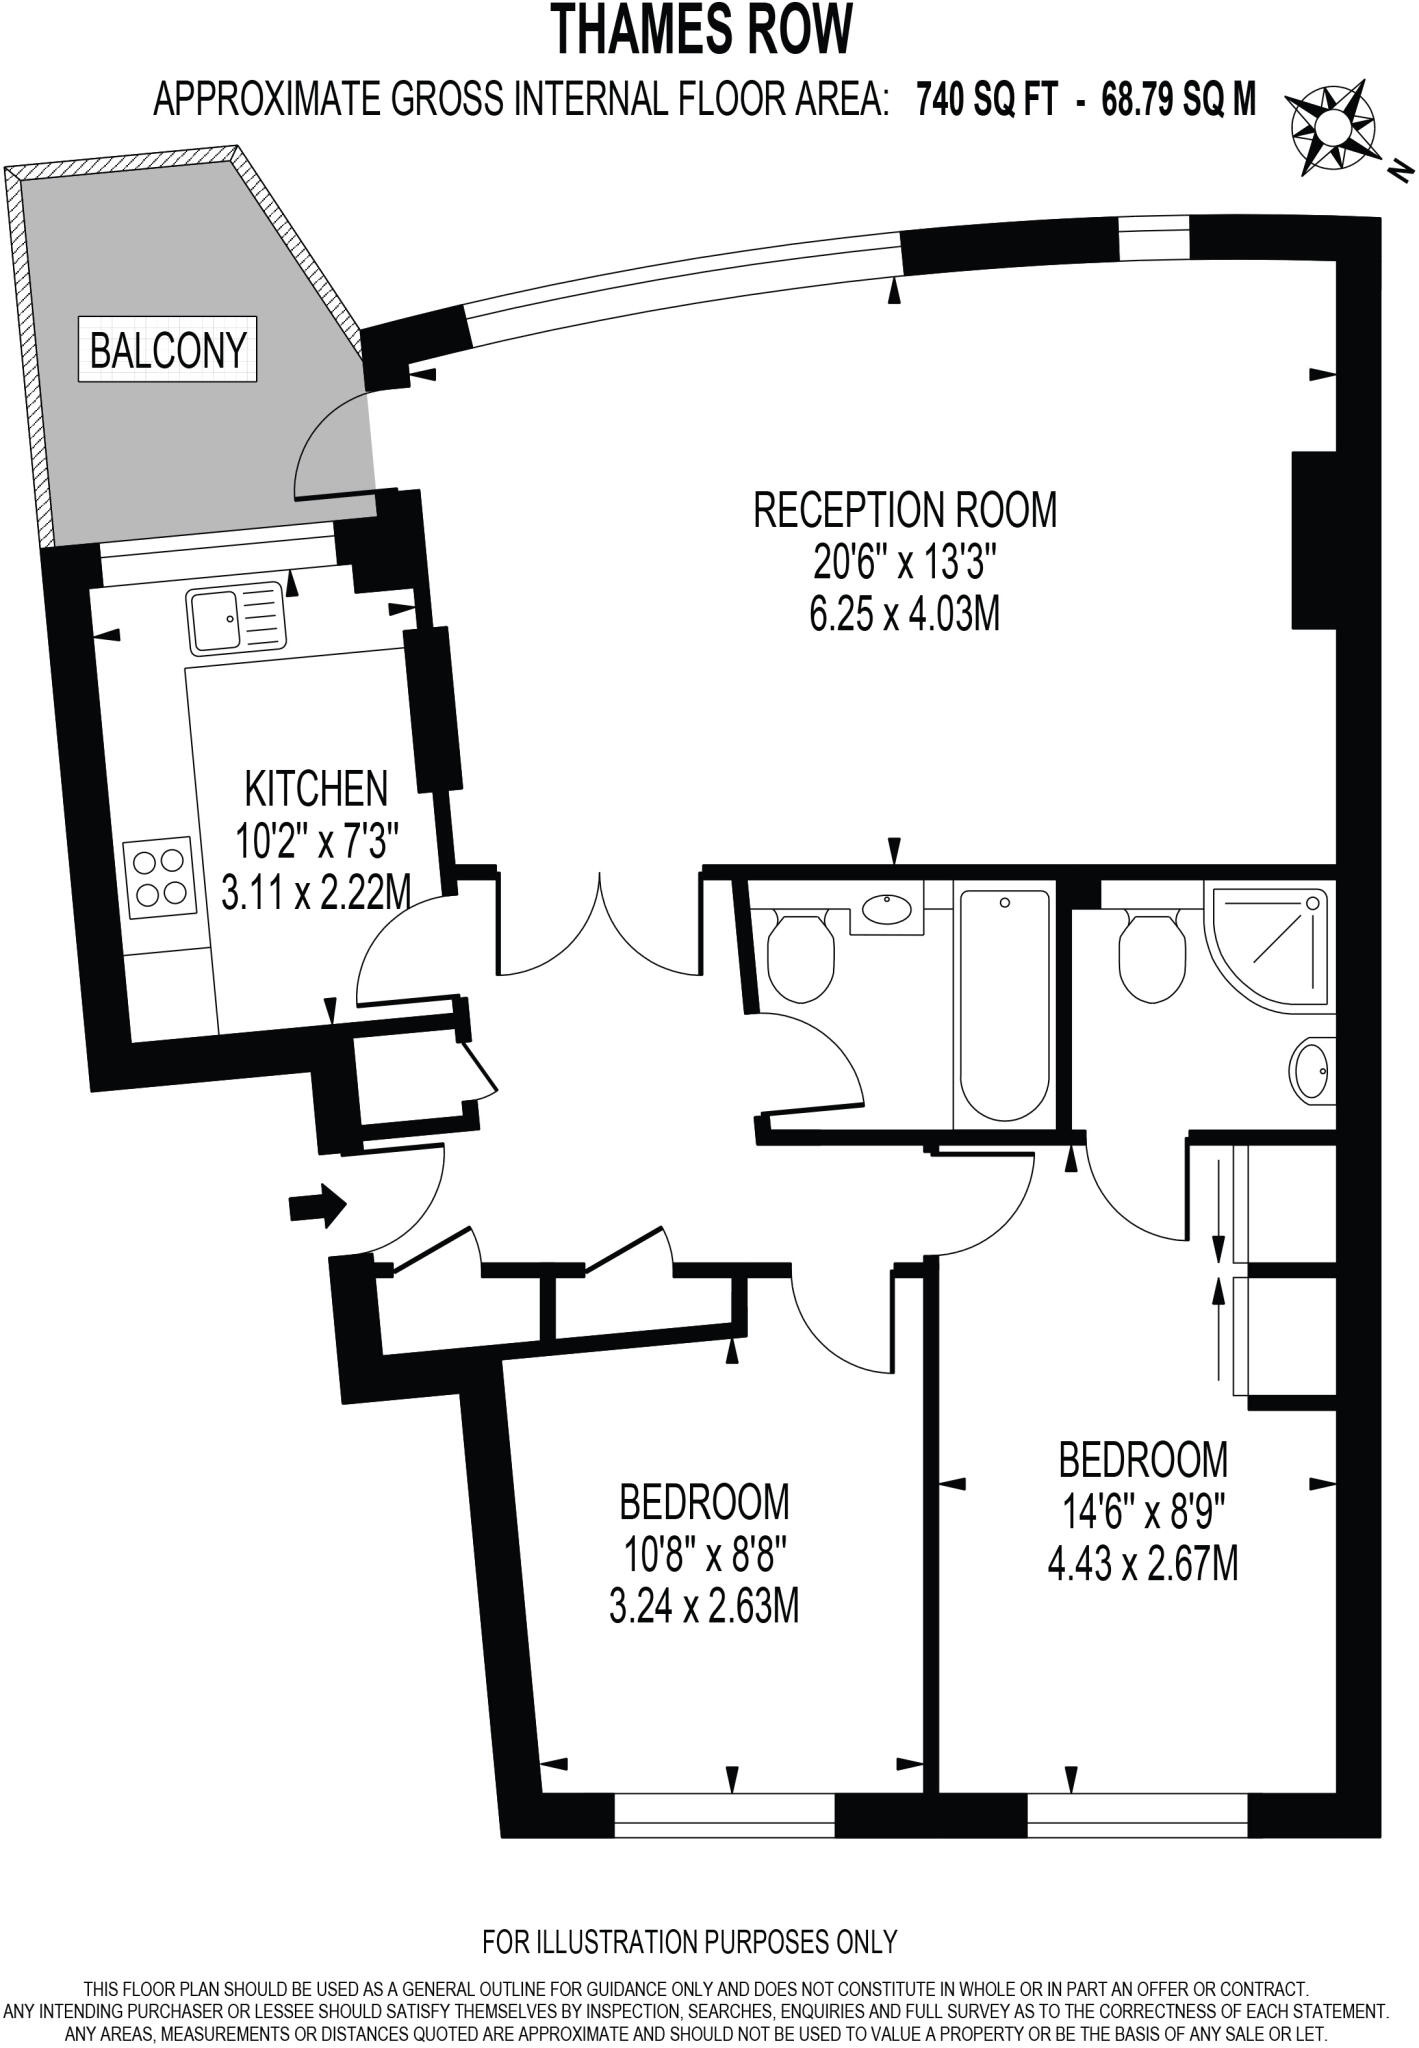 THAMES ROW
APPROXIMATE GROSS INTERNAL FLOOR AREA: 740 SQ FT - 68.79 SQ M
N
BALCONY
RECEPTION ROOM
20'6" x 13'3"
6.25 x 4.03M
KITCHEN
10'2" x 7'3"
3.11 x 2.22M
BEDROOM
14'6" x 8'9"
4.43 x 2.67M
BEDROOM
10'8" x 8'8"
3.24 x 2.63M
FOR ILLUSTRATION PURPOSES ONLY
THIS FLOOR PLAN SHOULD BE USED AS A GENERAL OUTLINE FOR GUIDANCE ONLY AND DOES NOT CONSTITUTE IN WHOLE OR IN PART AN OFFER OR CONTRACT.
ANY INTENDING PURCHASER OR LESSEE SHOULD SATISFY THEMSELVES BY INSPECTION, SEARCHES, ENQUIRIES AND FULL SURVEY AS TO THE CORRECTNESS OF EACH STATEMENT.
ANY AREAS, MEASUREMENTS OR DISTANCES QUOTED ARE APPROXIMATE AND SHOULD NOT BE USED TO VALUE A PROPERTY OR BE THE BASIS OF ANY SALE OR LET.